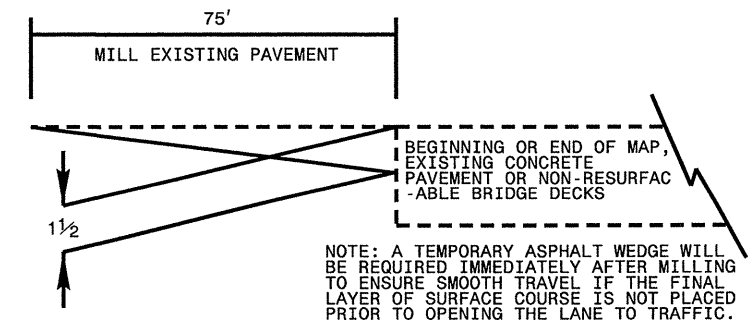 75'
MILL EXISTING PAVEMENT
BEGINNING OR END OF MAP,
EXISTING CONCRETE
PAVEMENT OR NON-RESURFAC
-ABLE BRIDGE DECKS
1½
NOTE: A TEMPORARY ASPHALT WEDGE WILL
BE REQUIRED IMMEDIATELY AFTER MILLING
TO ENSURE SMOOTH TRAVEL IF THE FINAL
LAYER OF SURFACE COURSE IS NOT PLACED
PRIOR TO OPENING THE LANE TO TRAFFIC.